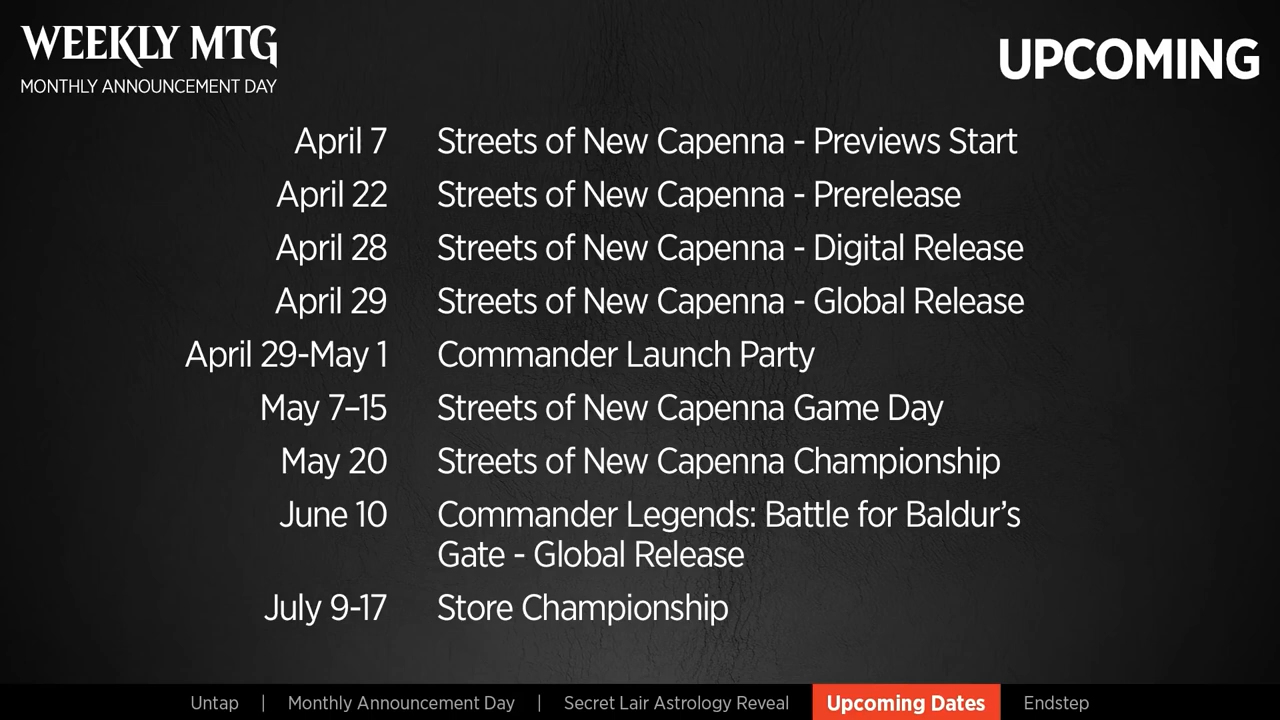 WEEKLY MTG
MONTHLY ANNOUNCEMENT DAY
UPCOMING
April 7 Streets of New Capenna - Previews Start
April 22 Streets of New Capenna - Prerelease
April 28 Streets of New Capenna - Digital Release
April 29 Streets of New Capenna - Global Release
April 29-May 1 Commander Launch Party
May 7–15 Streets of New Capenna Game Day
May 20 Streets of New Capenna Championship
June 10 Commander Legends: Battle for Baldur’s
Gate - Global Release
July 9-17 Store Championship
Untap | Monthly Announcement Day | Secret Lair Astrology Reveal Upcoming Dates Endstep